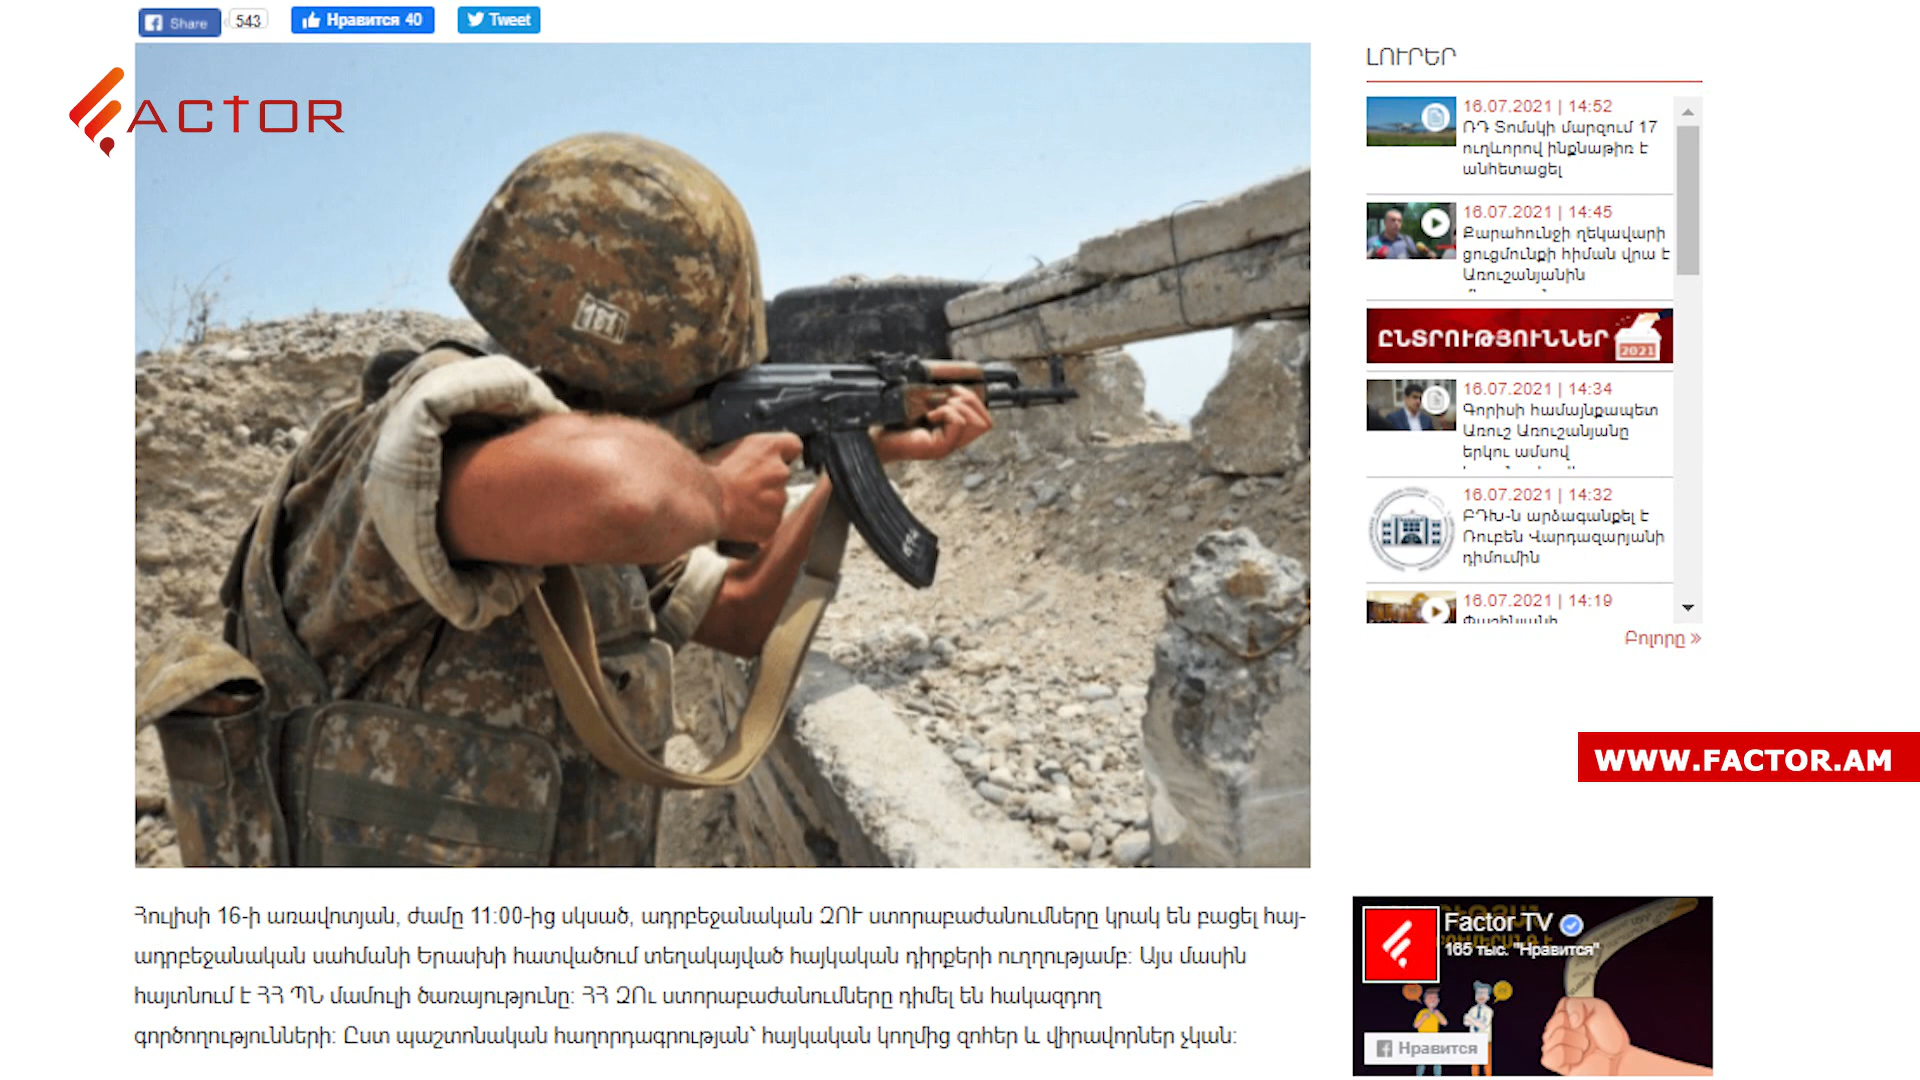 Share
543
Нравится 40
Tweet
FACTOR
181
ԼՈՒՐԵՐ
16.07.2021 | 14:52
ՌԴ Տոմսկի մարզում 17
ուղևորով ինքնաթիռ է
անհետացել
16.07.2021 | 14:45
Քարահունջի ղեկավարի
ցուցմունքի հիման վրա է
Առուշանյանին
ԸՆՏՐՈՒԹՅՈՒՆՆԵՐ
2021
16.07.2021 | 14:34
Գորիսի համայնքապետ
Առուշ Առուշանյանը
երկու ամսով
16.07.2021 | 14:32
ԲԴԽ-ն արձագանքել է
Ռուբեն Վարդազարյանի
դիմումին
16.07.2021 | 14:19
Փաշինյանի
Բոլորը »
WWW.FACTOR.AM
Հուլիսի 16-ի առավոտյան, ժամը 11:00-ից սկսած, ադրբեջանական ԶՈՒ ստորաբաժանումները կրակ են բացել հայ-
ադրբեջանական սահմանի Երասխի հատվածում տեղակայված հայկական դիրքերի ուղղությամբ: Այս մասին
հայտնում է ՀՀ ՊՆ մամուլի ծառայությունը: ՀՀ ԶՈւ ստորաբաժանումները դիմել են հակազդող
գործողությունների: Ըստ պաշտոնական հաղորդագրության՝ հայկական կողմից զոհեր և վիրավորներ չկան:
Factor TV
165 тыс. "Нравится"
Нравится